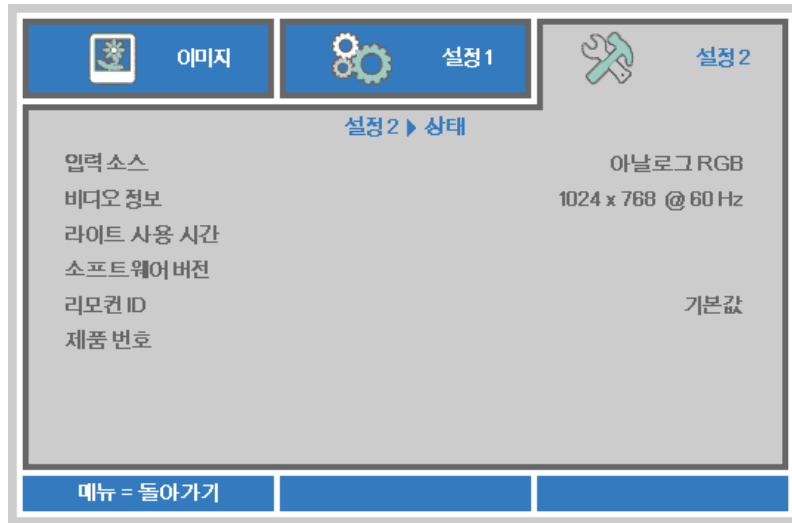 이미지
설정1
설정2
설정2 ▶ 상태
입력 소스 아날로그 RGB
비디오 정보 1024 x 768 @ 60 Hz
라이트 사용 시간
소프트웨어 버전
리모컨 ID 기본값
제품 번호
메뉴 = 돌아가기